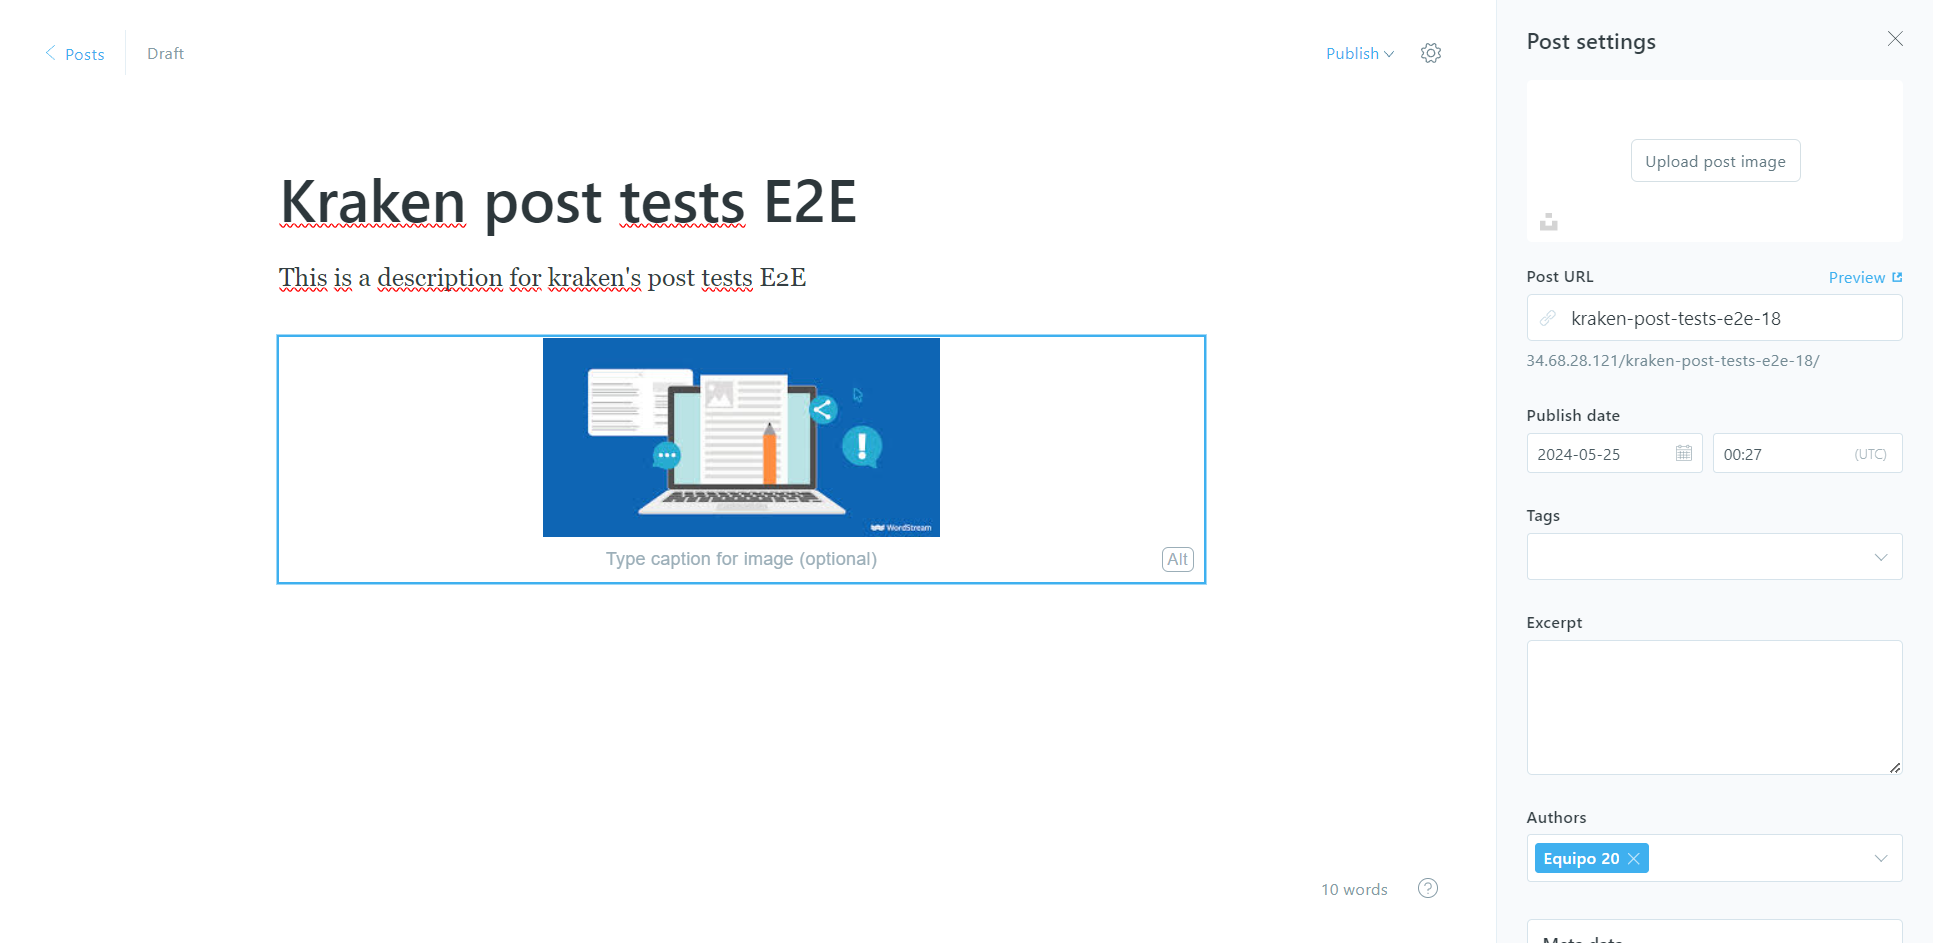 Posts
Draft
Publish
Kraken post tests E2E
This is a description for kraken's post tests E2E
WordStream
Type caption for image (optional)
Alt
10 words
?
Post settings
Upload post image
Post URL
Preview
kraken-post-tests-e2e-18
34.68.28.121/kraken-post-tests-e2e-18/
Publish date
2024-05-25
00:27 (UTC)
Tags
Excerpt
Authors
Equipo 20
Meta data